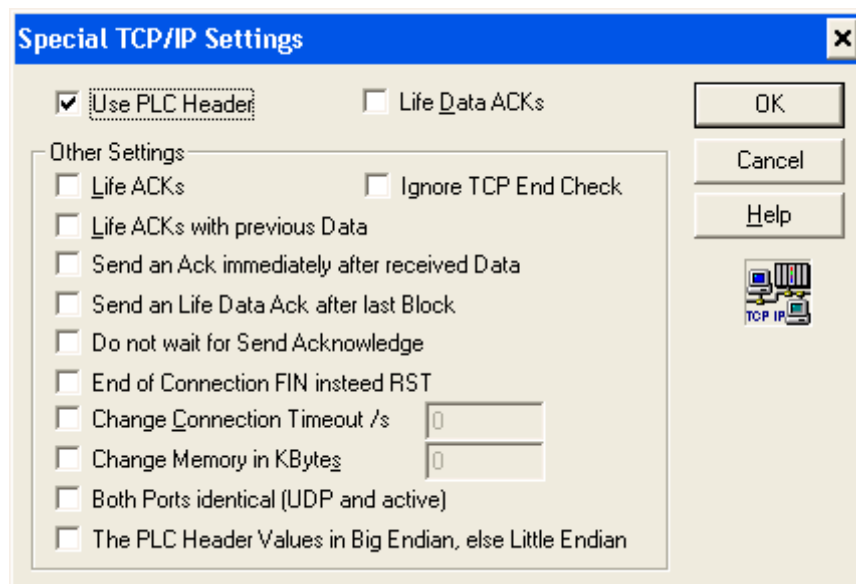 Special TCP/IP Settings
Use PLC Header
Life Data ACKs
OK
Other Settings
Cancel
Life ACKs
Ignore TCP End Check
Help
Life ACKs with previous Data
Send an Ack immediately after received Data
TCP IP
Send an Life Data Ack after last Block
Do not wait for Send Acknowledge
End of Connection FIN insteed RST
Change Connection Timeout /s
0
Change Memory in KBytes
0
Both Ports identical (UDP and active)
The PLC Header Values in Big Endian, else Little Endian